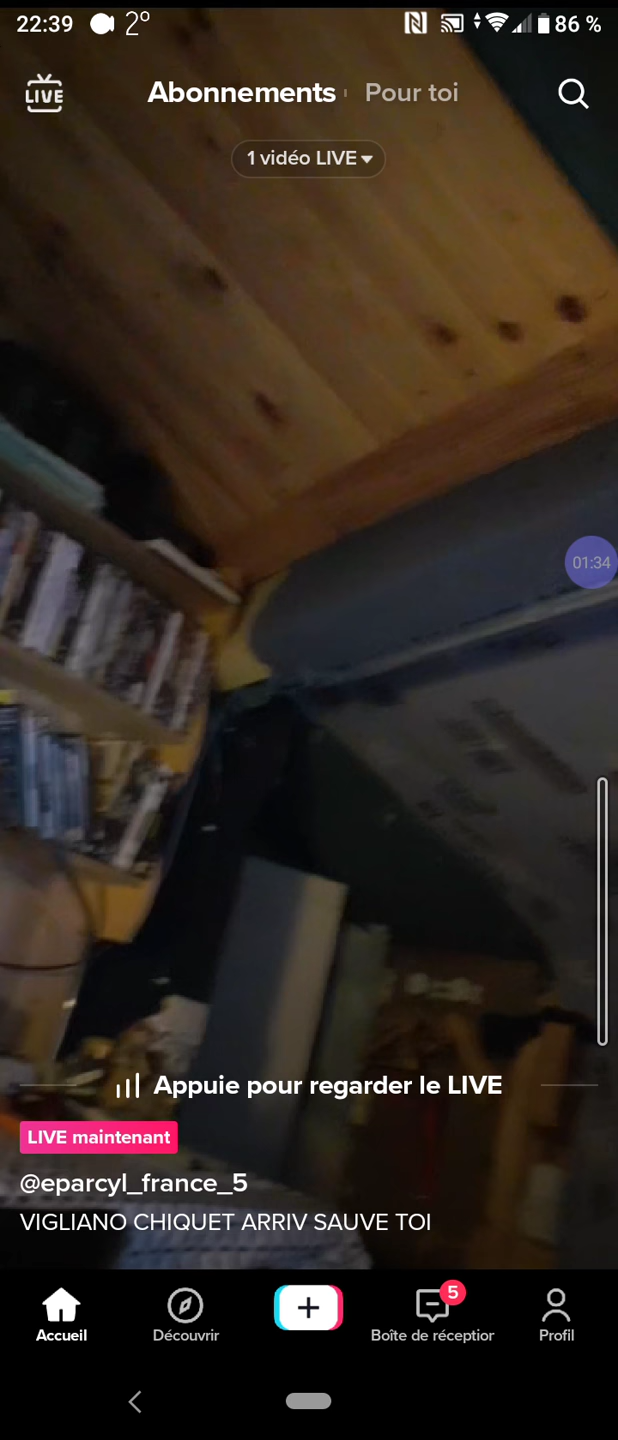 22:39 2° 86 %
LIVE Abonnements Pour toi
1 vidéo LIVE
01:34
Appuie pour regarder le LIVE
LIVE maintenant
@eparcyl_france_5
VIGLIANO CHIQUET ARRIV SAUVE TOI
5
Accueil Découvrir Boîte de réception Profil